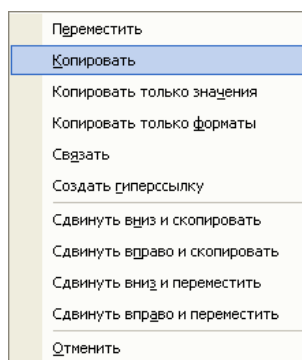 Переместить
Копировать
Копировать только значения
Копировать только форматы
Связать
Создать гиперссылку
Сдвинуть вниз и скопировать
Сдвинуть вправо и скопировать
Сдвинуть вниз и переместить
Сдвинуть вправо и переместить
Отменить